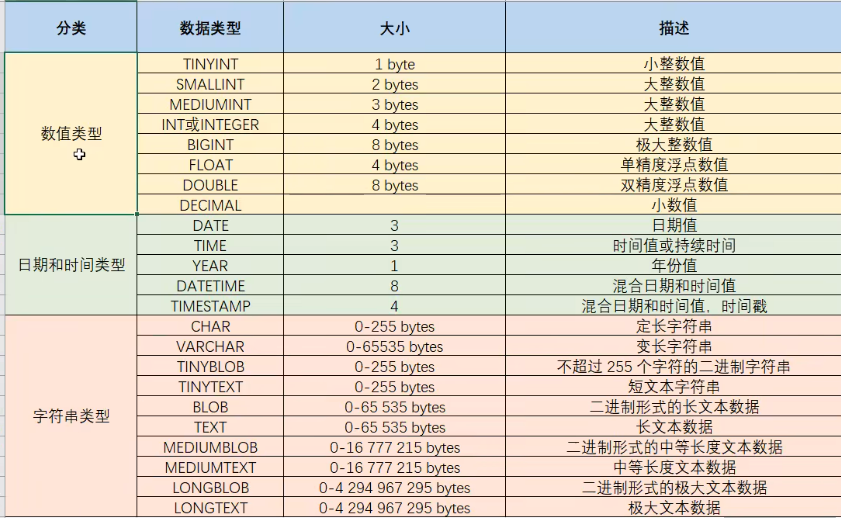 分类 数据类型 大小 描述
数值类型
TINYINT 1 byte 小整数值
SMALLINT 2 bytes 大整数值
MEDIUMINT 3 bytes 大整数值
INT或INTEGER 4 bytes 大整数值
BIGINT 8 bytes 极大整数值
FLOAT 4 bytes 单精度浮点数值
DOUBLE 8 bytes 双精度浮点数值
DECIMAL 小数值
日期和时间类型
DATE 3 日期值
TIME 3 时间值或持续时间
YEAR 1 年份值
DATETIME 8 混合日期和时间值
TIMESTAMP 4 混合日期和时间值，时间戳
字符串类型
CHAR 0-255 bytes 定长字符串
VARCHAR 0-65535 bytes 变长字符串
TINYBLOB 0-255 bytes 不超过 255 个字符的二进制字符串
TINYTEXT 0-255 bytes 短文本字符串
BLOB 0-65 535 bytes 二进制形式的长文本数据
TEXT 0-65 535 bytes 长文本数据
MEDIUMBLOB 0-16 777 215 bytes 二进制形式的中等长度文本数据
MEDIUMTEXT 0-16 777 215 bytes 中等长度文本数据
LONGBLOB 0-4 294 967 295 bytes 二进制形式的极大文本数据
LONGTEXT 0-4 294 967 295 bytes 极大文本数据